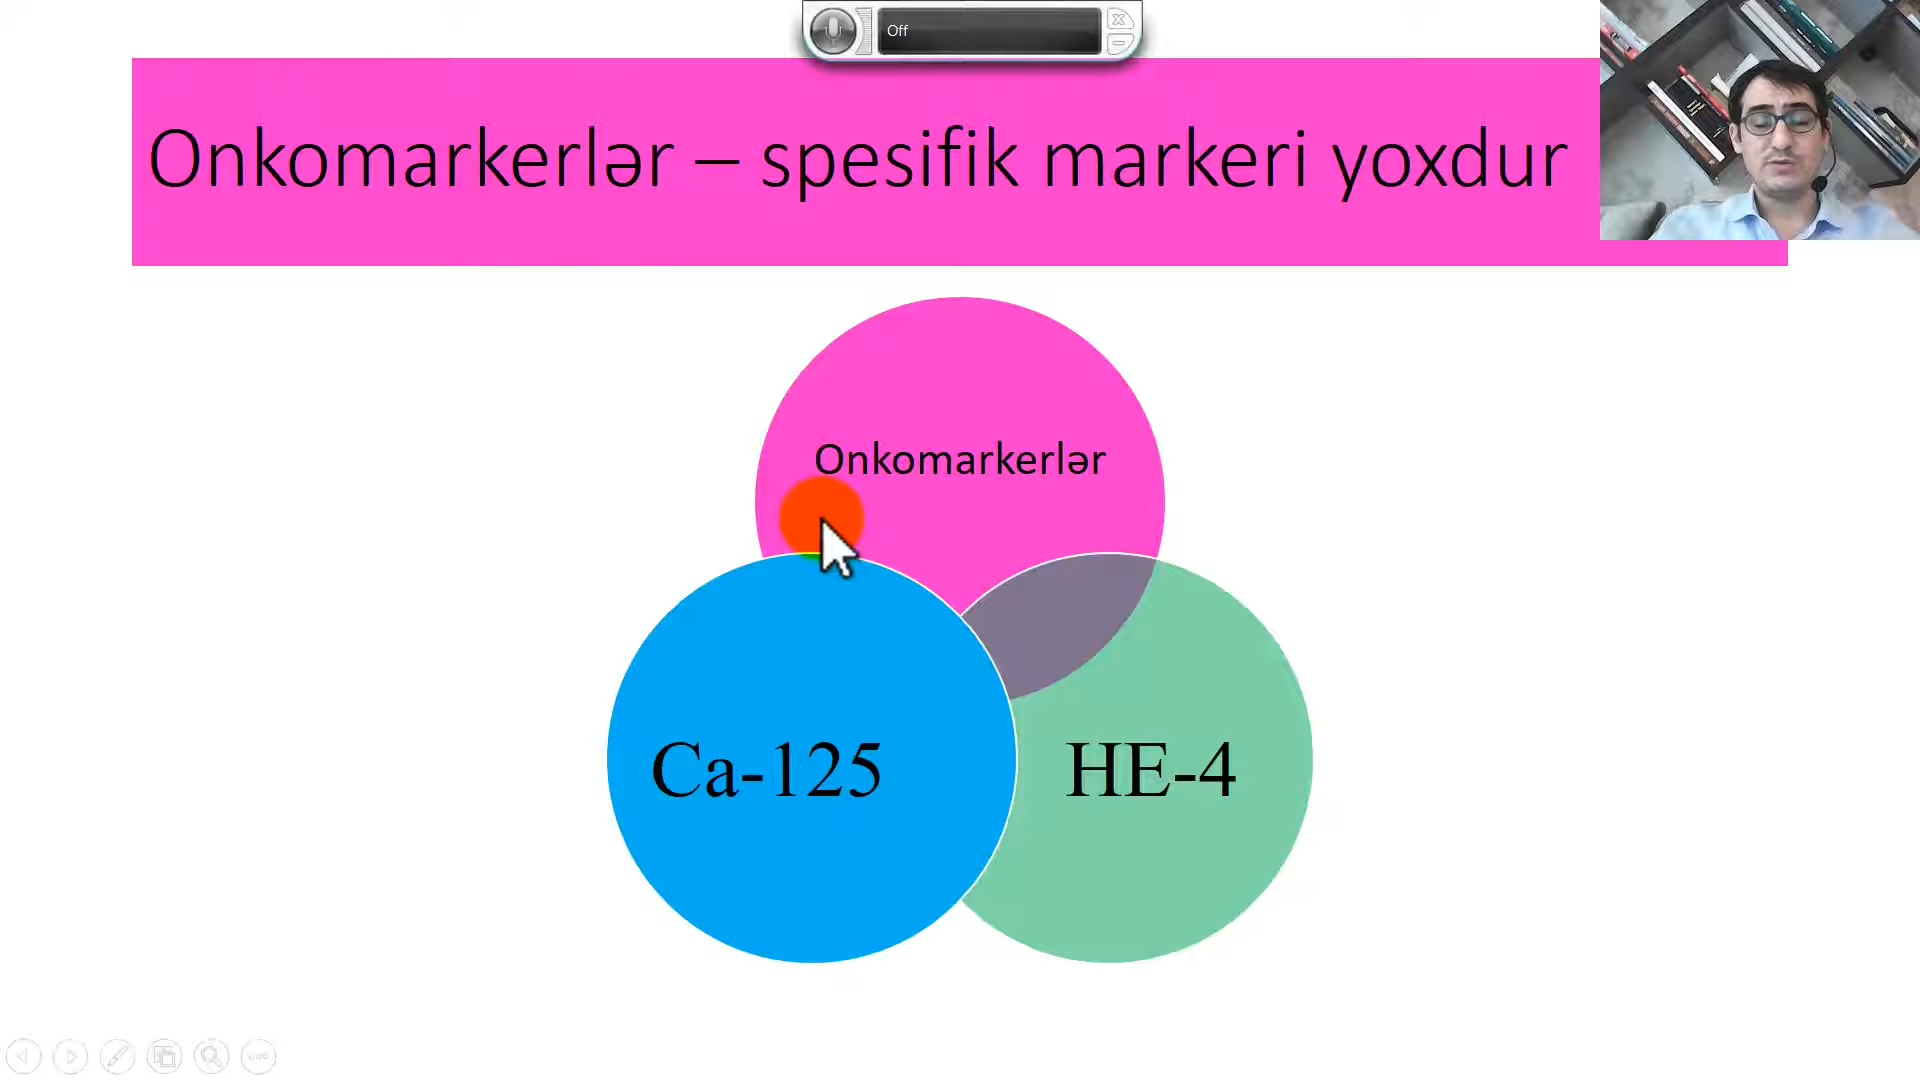 Off
Onkomarkerlər – spesifik markeri yoxdur
Onkomarkerlər
Ca-125
HE-4